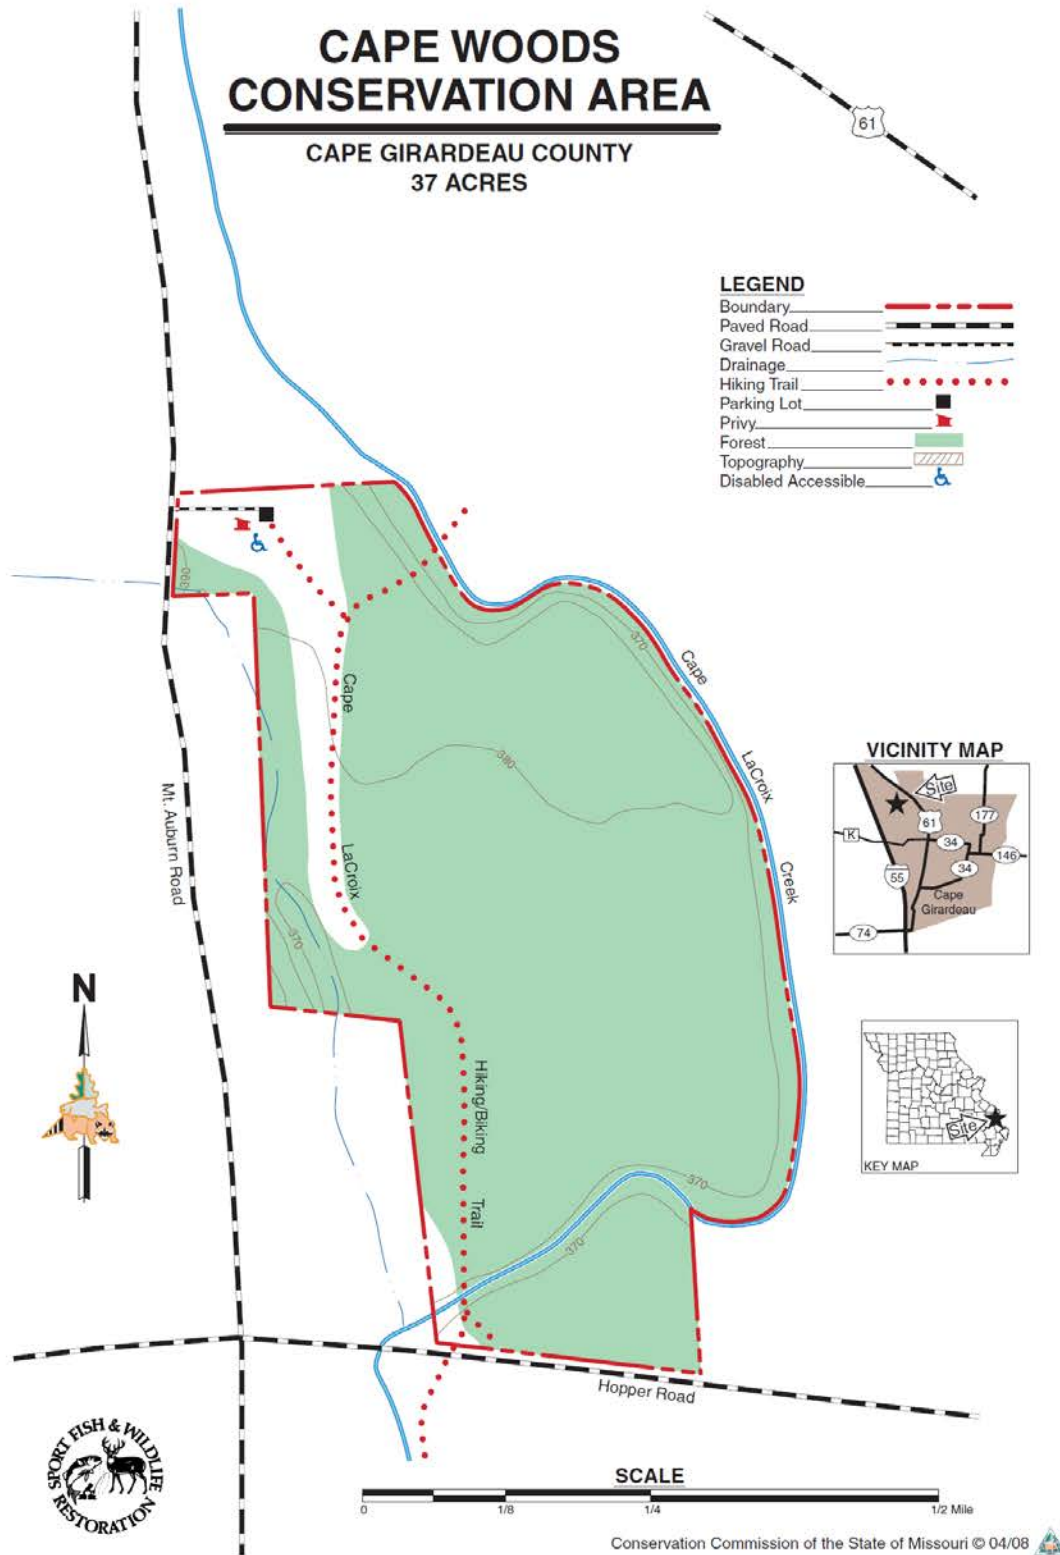 CAPE WOODS
CONSERVATION AREA
CAPE GIRARDEAU COUNTY
37 ACRES
61
LEGEND
Boundary
Paved Road
Gravel Road
Drainage
Hiking Trail
Parking Lot
Privy
Forest
Topography
Disabled Accessible
390
370
Cape
Cape
380
LaCroix
LaCroix
Creek
Mt. Auburn Road
370
Hiking/Biking
Trail
370
370
Hopper Road
VICINITY MAP
Site
61
177
K
34
146
34
55
Cape
Girardeau
74
N
Site
KEY MAP
SPORT FISH & WILDLIFE
RESTORATION
SCALE
0 1/8 1/4 1/2 Mile
Conservation Commission of the State of Missouri © 04/08